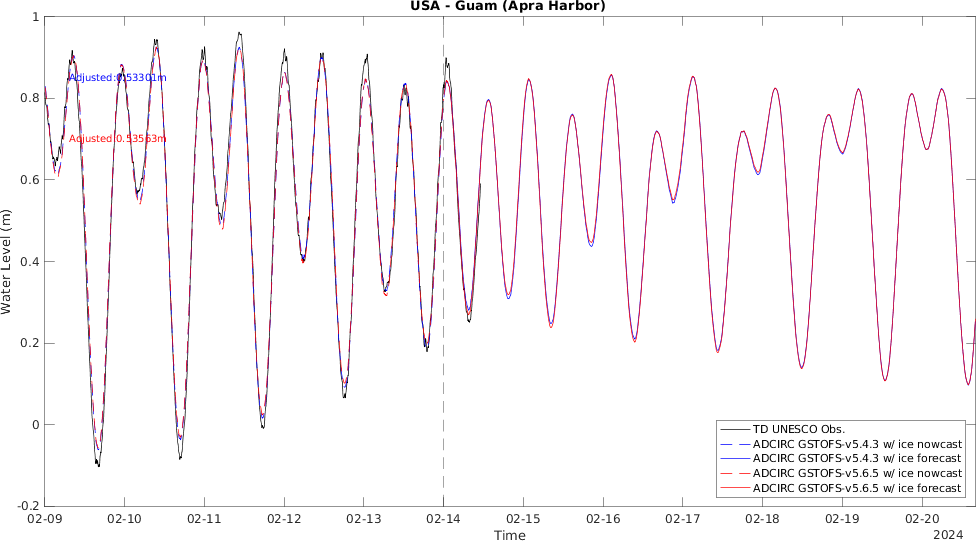 USA - Guam (Apra Harbor)
1
0.8
0.6
0.4
0.2
0
-0.2
Water Level (m)
Adjusted:0.53301m
Adjusted:0.53563m
TD UNESCO Obs.
ADCIRC GSTOFS-v5.4.3 w/ ice nowcast
ADCIRC GSTOFS-v5.4.3 w/ ice forecast
ADCIRC GSTOFS-v5.6.5 w/ ice nowcast
ADCIRC GSTOFS-v5.6.5 w/ ice forecast
02-09 02-10 02-11 02-12 02-13 02-14 02-15 02-16 02-17 02-18 02-19 02-20
Time
2024